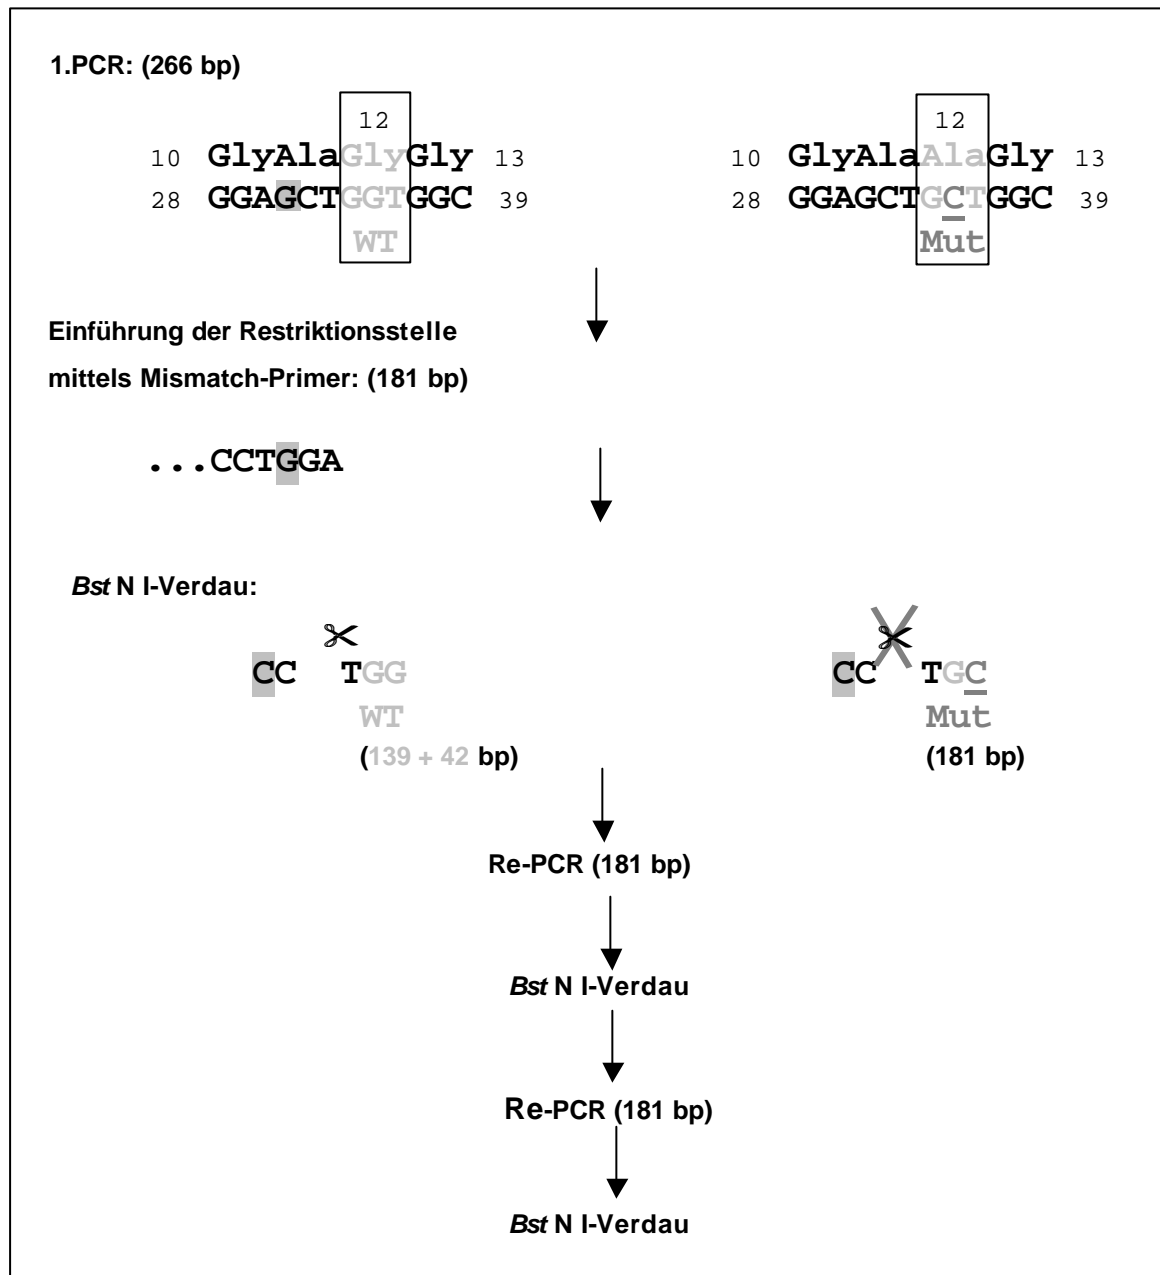 1.PCR: (266 bp)
12 12
10 GlyAlaGlyGly 13 10 GlyAlaAlaGly 13
28 GGAGCTGGTGGC 39 28 GGAGCTGCTGGC 39
WT Mut
Einführung der Restriktionsstelle
mittels Mismatch-Primer: (181 bp)
...CCTGGA
Bst N I-Verdau:
CC TGG CC TGC
WT Mut
(139 + 42 bp) (181 bp)
Re-PCR (181 bp)
Bst N I-Verdau
Re-PCR (181 bp)
Bst N I-Verdau